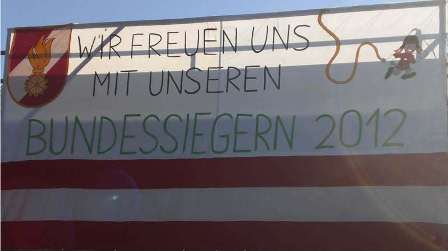 WIR FREUEN UNS
MIT UNSEREN
BUNDESSIEGERN 2012